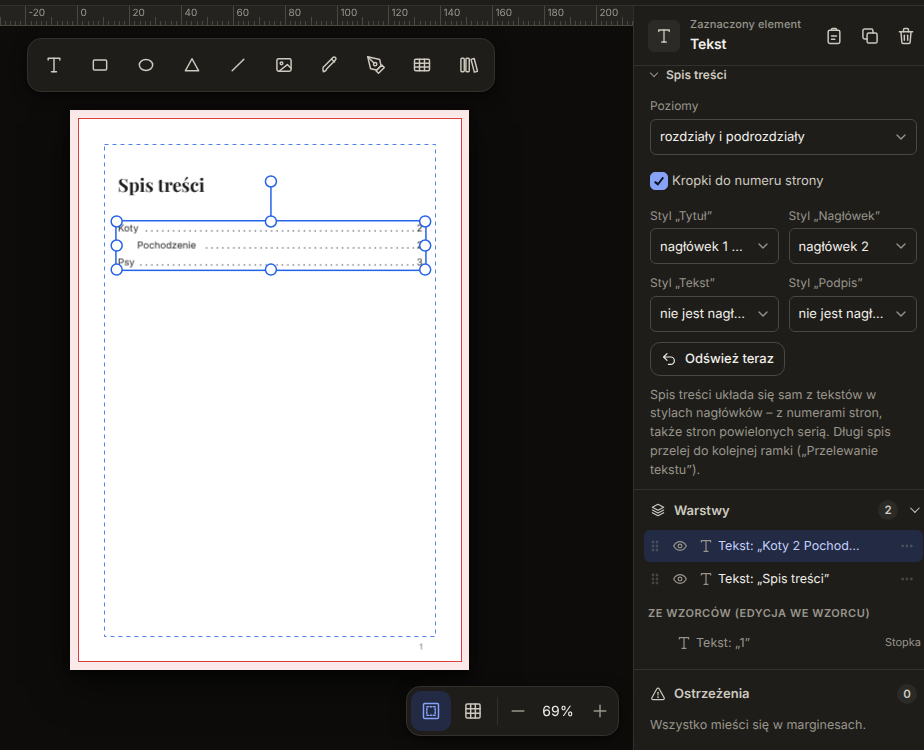 -20 0 20 40 60 80 100 120 140 160 180 200
Zaznaczony element
Tekst
Spis treści
Poziomy
rozdziały i podrozdziały
Kropki do numeru strony
Styl „Tytuł” Styl „Nagłówek”
nagłówek 1 ... nagłówek 2
Styl „Tekst” Styl „Podpis”
nie jest nagł... nie jest nagł...
Odśwież teraz
Spis treści układa się sam z tekstów w
stylach nagłówków – z numerami stron,
także stron powielonych serią. Długi spis
przelej do kolejnej ramki („Przelewanie
tekstu”).
Warstwy 2
Tekst: „Koty 2 Pochod...
Tekst: „Spis treści”
ZE WZORCÓW (EDYCJA WE WZORCU)
Tekst: „1” Stopka
Ostrzeżenia 0
Wszystko mieści się w marginesach.
Spis treści
Koty 2
Pochodzenie 2
Psy 3
1
69%